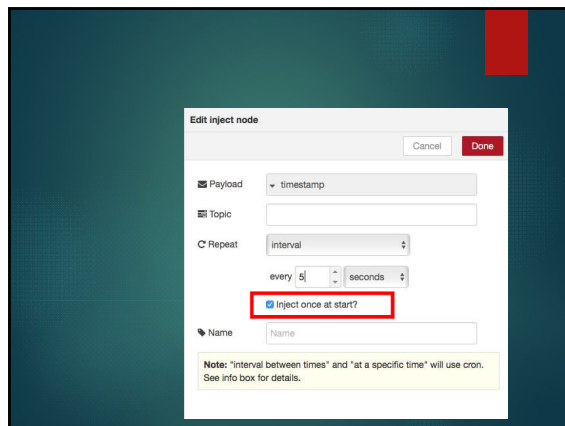 Edit inject node
Cancel Done
Payload timestamp
Topic
Repeat interval
every 5 seconds
Inject once at start?
Name Name
Note: "interval between times" and "at a specific time" will use cron.
See info box for details.